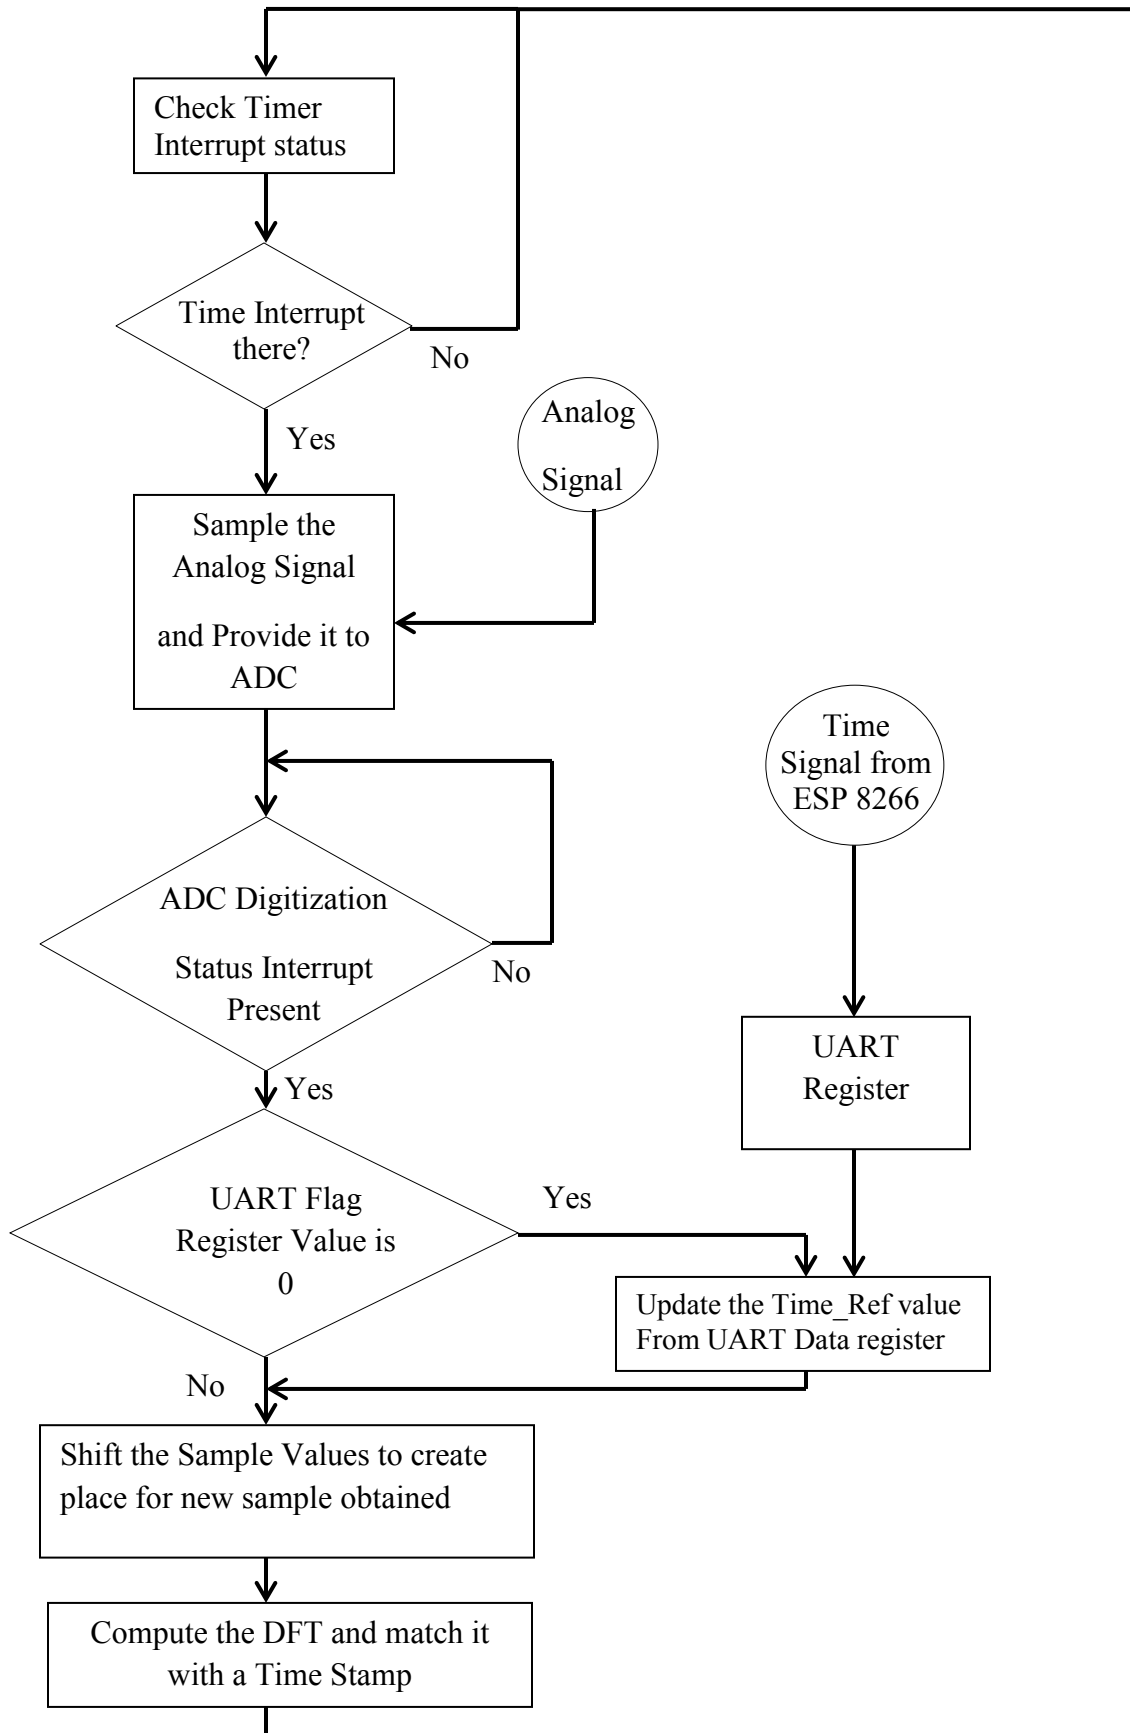 Check Timer
Interrupt status
Time Interrupt
there?
No
Yes
Analog
Signal
Sample the
Analog Signal
and Provide it to
ADC
Time
Signal from
ESP 8266
ADC Digitization
Status Interrupt
Present
No
Yes
UART
Register
UART Flag
Register Value is
0
Yes
Update the Time_Ref value
From UART Data register
No
Shift the Sample Values to create
place for new sample obtained
Compute the DFT and match it
with a Time Stamp